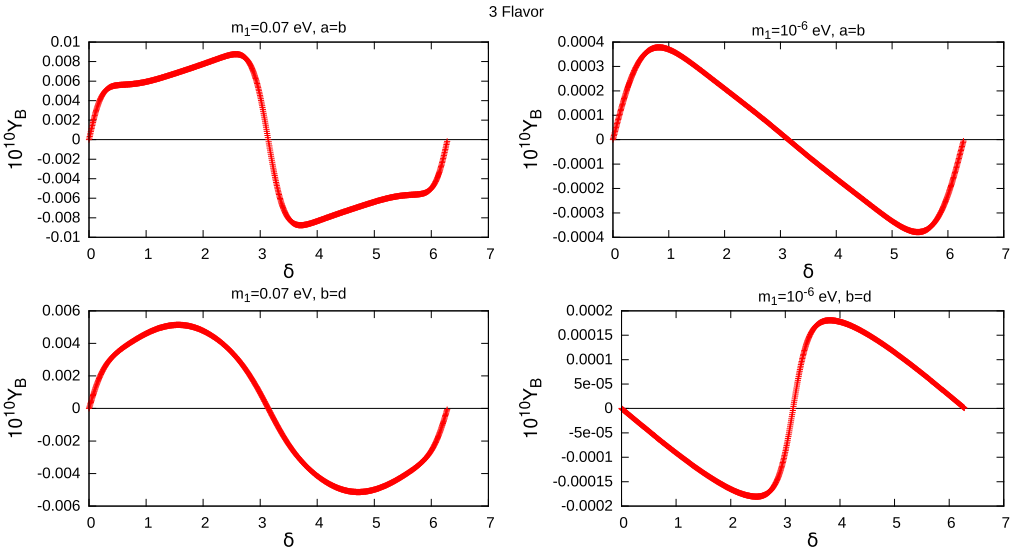 3 Flavor
m1=0.07 eV, a=b
0.01
0.008
0.006
0.004
0.002
0
-0.002
-0.004
-0.006
-0.008
-0.01
10^10 Y_B
0 1 2 3 4 5 6 7
δ
m1=10^-6 eV, a=b
0.0004
0.0003
0.0002
0.0001
0
-0.0001
-0.0002
-0.0003
-0.0004
10^10 Y_B
0 1 2 3 4 5 6 7
δ
m1=0.07 eV, b=d
0.006
0.004
0.002
0
-0.002
-0.004
-0.006
10^10 Y_B
0 1 2 3 4 5 6 7
δ
m1=10^-6 eV, b=d
0.0002
0.00015
0.0001
5e-05
0
-5e-05
-0.0001
-0.00015
-0.0002
10^10 Y_B
0 1 2 3 4 5 6 7
δ